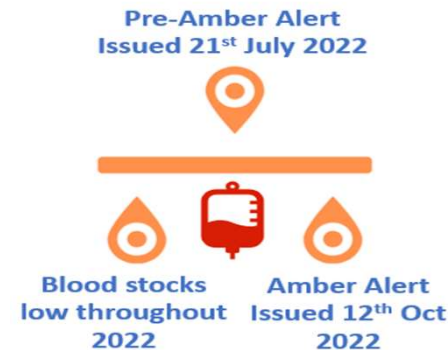 Pre-Amber Alert
Issued 21st July 2022
Blood stocks
low throughout
2022
Amber Alert
Issued 12th Oct
2022